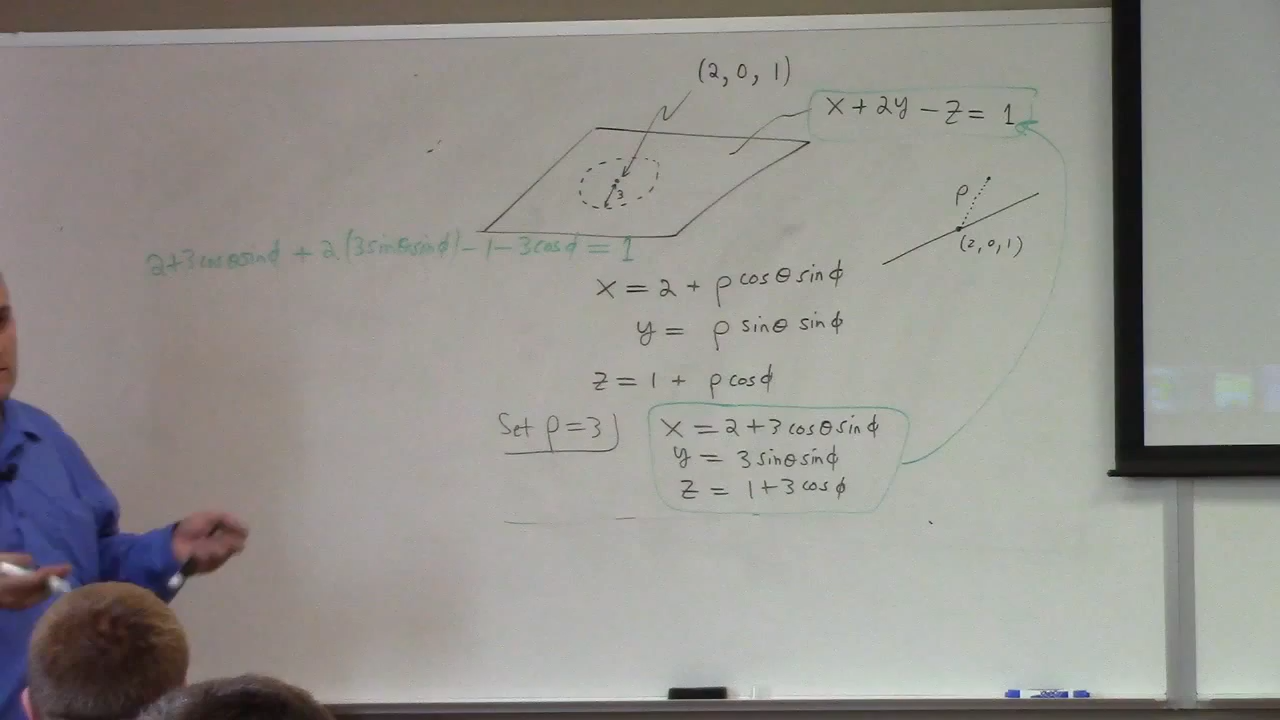 (2, 0, 1)
x + 2y - z = 1
3
ρ
(2, 0, 1)
2+3cosθsinϕ + 2(3sinθsinϕ) - 1 - 3cosϕ = 1
x = 2 + ρ cosθ sinϕ
y = ρ sinθ sinϕ
z = 1 + ρ cosϕ
Set ρ = 3
x = 2 + 3 cosθ sinϕ
y = 3 sinθ sinϕ
z = 1 + 3 cosϕ